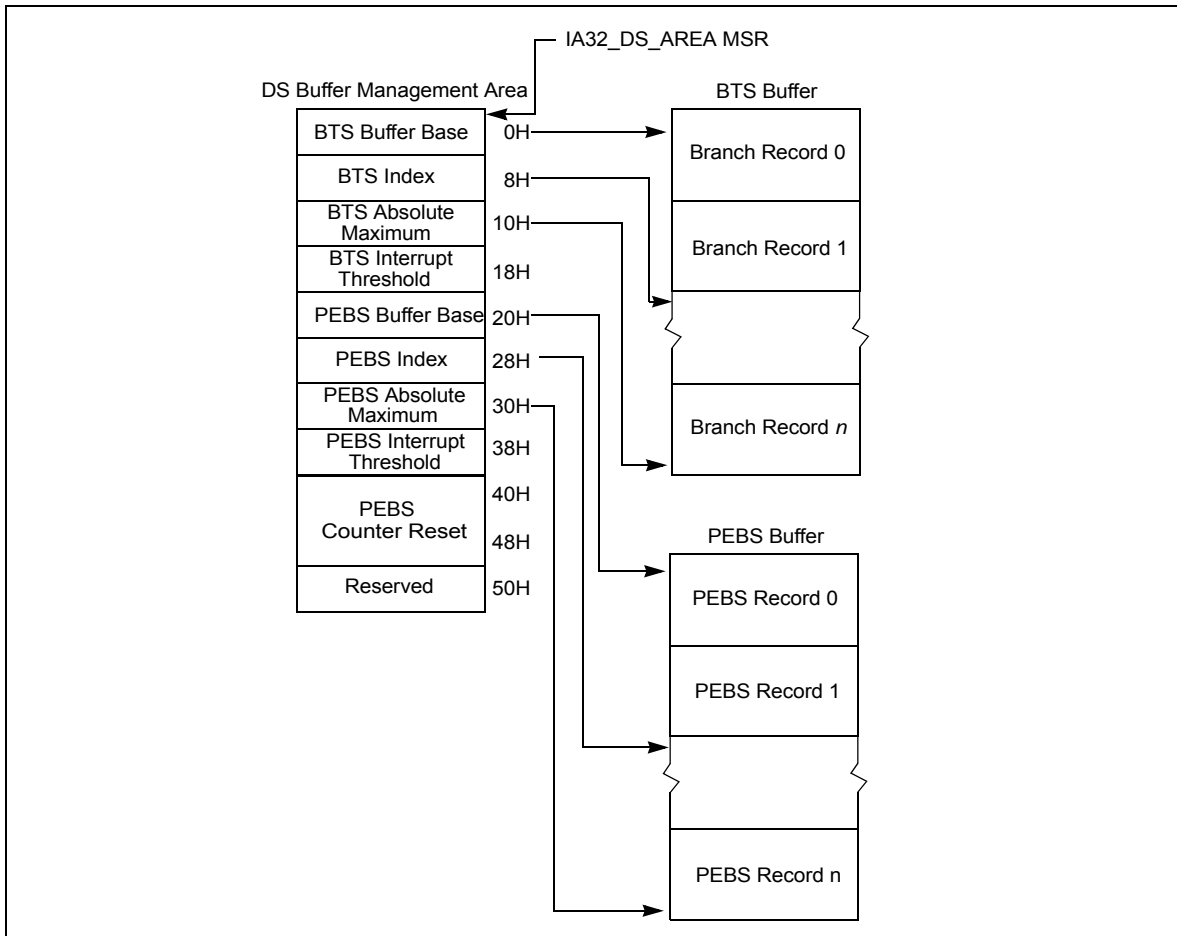 IA32_DS_AREA MSR
DS Buffer Management Area
BTS Buffer Base 0H
BTS Index 8H
BTS Absolute
Maximum
10H
BTS Interrupt
Threshold
18H
PEBS Buffer Base 20H
PEBS Index 28H
PEBS Absolute
Maximum
30H
PEBS Interrupt
Threshold
38H
40H
PEBS
Counter Reset
48H
Reserved 50H
BTS Buffer
Branch Record 0
Branch Record 1
Branch Record n
PEBS Buffer
PEBS Record 0
PEBS Record 1
PEBS Record n